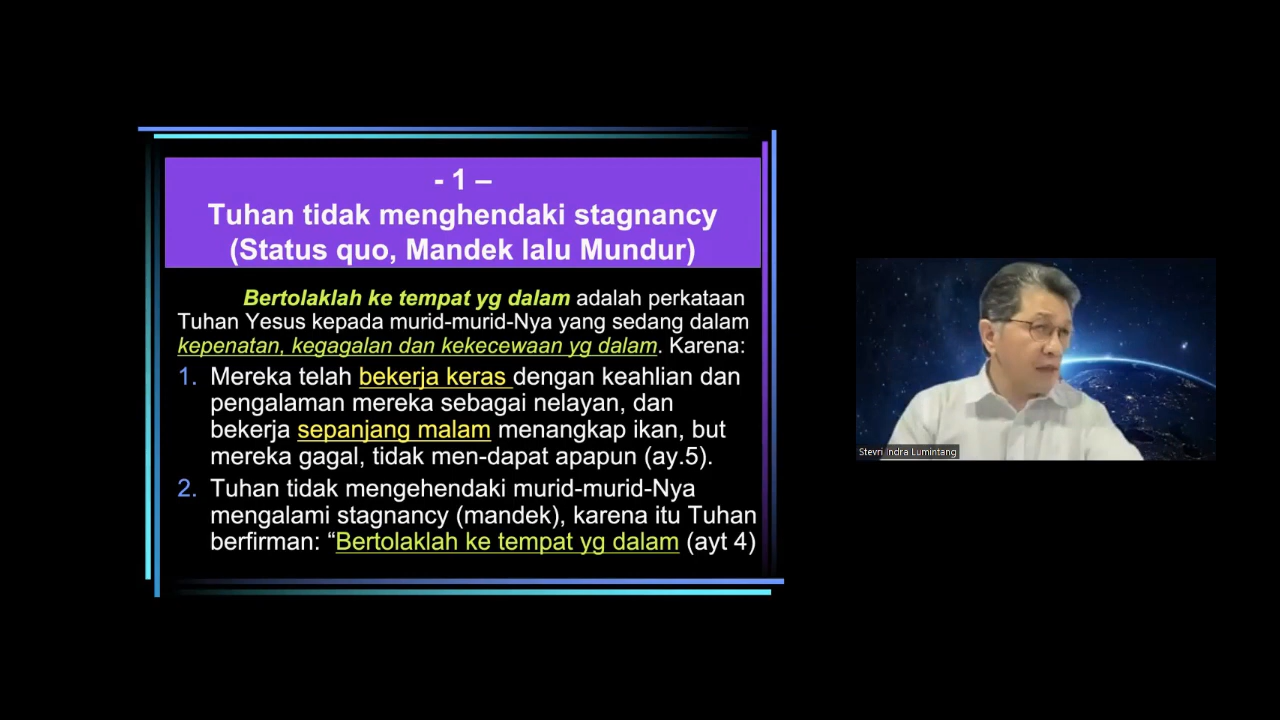 - 1 –
Tuhan tidak menghendaki stagnancy
(Status quo, Mandek lalu Mundur)
Bertolaklah ke tempat yg dalam adalah perkataan
Tuhan Yesus kepada murid-murid-Nya yang sedang dalam
kepenatan, kegagalan dan kekecewaan yg dalam. Karena:
1. Mereka telah bekerja keras dengan keahlian dan
pengalaman mereka sebagai nelayan, dan
bekerja sepanjang malam menangkap ikan, but
mereka gagal, tidak men-dapat apapun (ay.5).
2. Tuhan tidak mengehendaki murid-murid-Nya
mengalami stagnancy (mandek), karena itu Tuhan
berfirman: “Bertolaklah ke tempat yg dalam (ayt 4)
Stevri Indra Lumintang